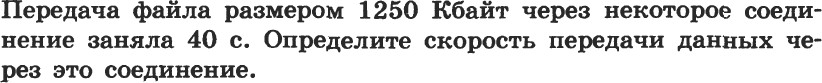 Передача файла размером 1250 Кбайт через некоторое соеди-
нение заняла 40 с. Определите скорость передачи данных че-
рез это соединение.